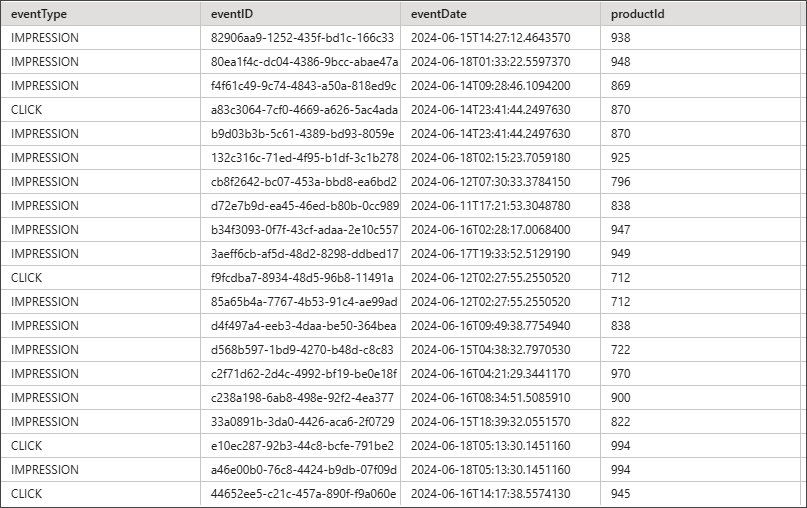 eventType eventID eventDate productId
IMPRESSION 82906aa9-1252-435f-bd1c-166c33 2024-06-15T14:27:12.4643570 938
IMPRESSION 80ea1f4c-dc04-4386-9bcc-abae47a 2024-06-18T01:33:22.5597370 948
IMPRESSION f4f61c49-9c74-4843-a50a-818ed9c 2024-06-14T09:28:46.1094200 869
CLICK a83c3064-7cf0-4669-a626-5ac4ada 2024-06-14T23:41:44.2497630 870
IMPRESSION b9d03b3b-5c61-4389-bd93-8059e 2024-06-14T23:41:44.2497630 870
IMPRESSION 132c316c-71ed-4f95-b1df-3c1b278 2024-06-18T02:15:23.7059180 925
IMPRESSION cb8f2642-bc07-453a-bbd8-ea6bd2 2024-06-12T07:30:33.3784150 796
IMPRESSION d72e7b9d-ea45-46ed-b80b-0cc989 2024-06-11T17:21:53.3048780 838
IMPRESSION b34f3093-0f7f-43cf-adaa-2e10c557 2024-06-16T02:28:17.0068400 947
IMPRESSION 3aeff6cb-af5d-48d2-8298-ddbed17 2024-06-17T19:33:52.5129190 949
CLICK f9fcdba7-8934-48d5-96b8-11491a 2024-06-12T02:27:55.2550520 712
IMPRESSION 85a65b4a-7767-4b53-91c4-ae99ad 2024-06-12T02:27:55.2550520 712
IMPRESSION d4f497a4-eeb3-4daa-be50-364bea 2024-06-16T09:49:38.7754940 838
IMPRESSION d568b597-1bd9-4270-b48d-c8c83 2024-06-15T04:38:32.7970530 722
IMPRESSION c2f71d62-2d4c-4992-bf19-be0e18f 2024-06-16T04:21:29.3441170 970
IMPRESSION c238a198-6ab8-498e-92f2-4ea377 2024-06-16T08:34:51.5085910 900
IMPRESSION 33a0891b-3da0-4426-aca6-2f0729 2024-06-15T18:39:32.0551570 822
CLICK e10ec287-92b3-44c8-bcfe-791be2 2024-06-18T05:13:30.1451160 994
IMPRESSION a46e00b0-76c8-4424-b9db-07f09d 2024-06-18T05:13:30.1451160 994
CLICK 44652ee5-c21c-457a-890f-f9a060e 2024-06-16T14:17:38.5574130 945